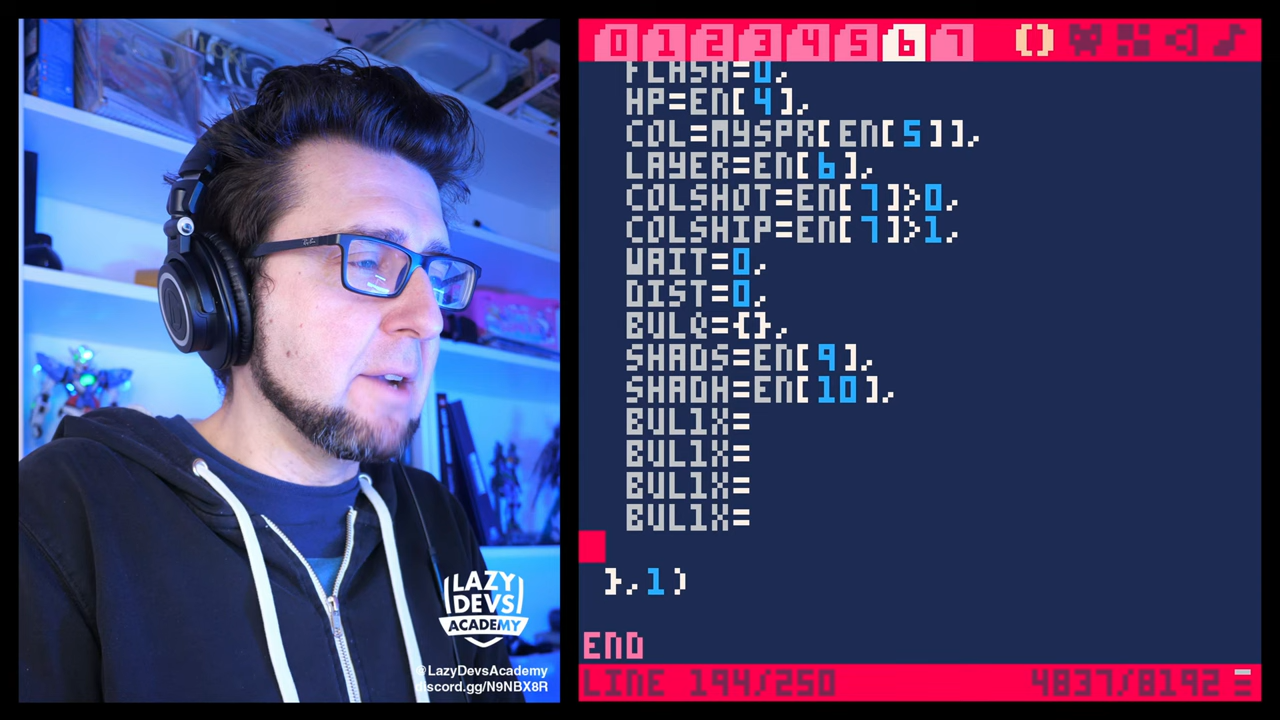 0 1 2 3 4 5 6 7 ()
FLASH=0,
HP=EN[4],
COL=MYSPR[EN[5]],
LAYER=EN[6],
COLSHOT=EN[7]>0,
COLSHIP=EN[7]>1,
WAIT=0,
DIST=0,
BULQ={},
SHADS=EN[9],
SHADH=EN[10],
BUL1X=
BUL1X=
BUL1X=
BUL1X=
},1)
END
LINE 194/250 4837/8192
LAZY
DEVS
ACADEMY
@LazyDevsAcademy
discord.gg/N9NBX8R